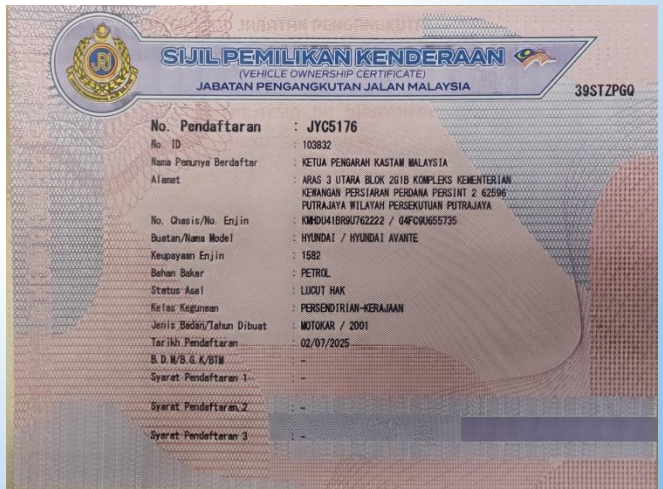 SIJIL PEMILIKAN KENDERAAN
(VEHICLE OWNERSHIP CERTIFICATE)
JABATAN PENGANGKUTAN JALAN MALAYSIA
39STZPGQ
No. Pendaftaran : JYC5176
No. ID : 103832
Nama Pemunya Berdaftar : KETUA PENGARAH KASTAM MALAYSIA
Alamat : ARAS 3 UTARA BLOK 2G1B KOMPLEKS KEMENTERIAN
KEWANGAN PERSIARAN PERDANA PERSINT 2 62596
PUTRAJAYA WILAYAH PERSEKUTUAN PUTRAJAYA
No. Chasis/No. Enjin : KMHDU41BR9U762222 / G4FC9U655735
Buatan/Nama Model : HYUNDAI / HYUNDAI AVANTE
Keupayaan Enjin : 1582
Bahan Bakar : PETROL
Status Asal : LUCUT HAK
Kelas Kegunaan : PERSENDIRIAN-KERAJAAN
Jenis Badan/Tahun Dibuat : MOTOKAR / 2001
Tarikh Pendaftaran : 02/07/2025
B.D.M/B.G.K/BTM : -
Syarat Pendaftaran 1 : -
Syarat Pendaftaran 2 : -
Syarat Pendaftaran 3 : -